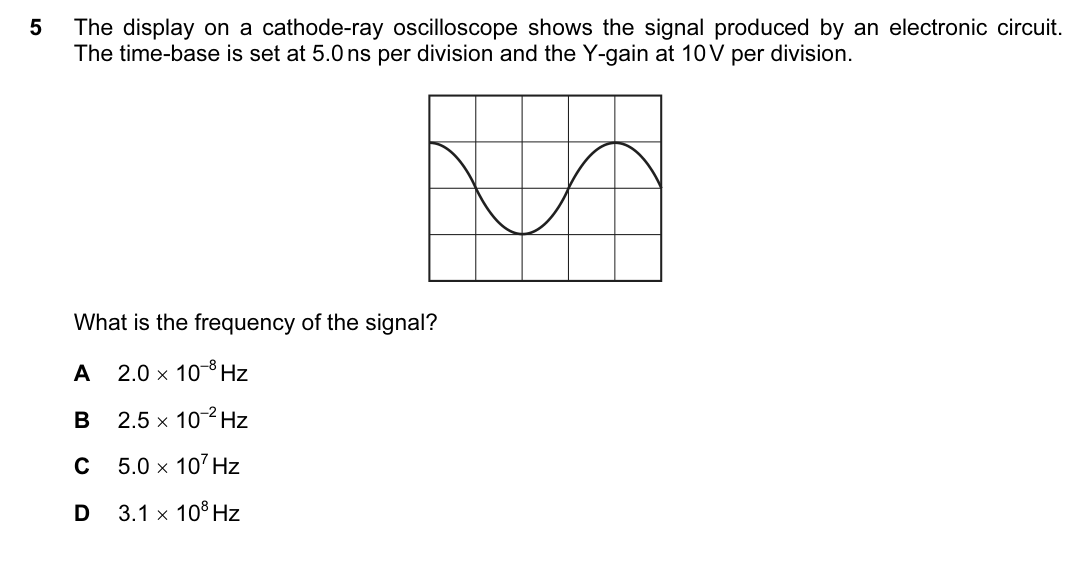 5 The display on a cathode-ray oscilloscope shows the signal produced by an electronic circuit.
The time-base is set at 5.0 ns per division and the Y-gain at 10 V per division.
What is the frequency of the signal?
A 2.0 × 10⁻⁸ Hz
B 2.5 × 10⁻² Hz
C 5.0 × 10⁷ Hz
D 3.1 × 10⁸ Hz